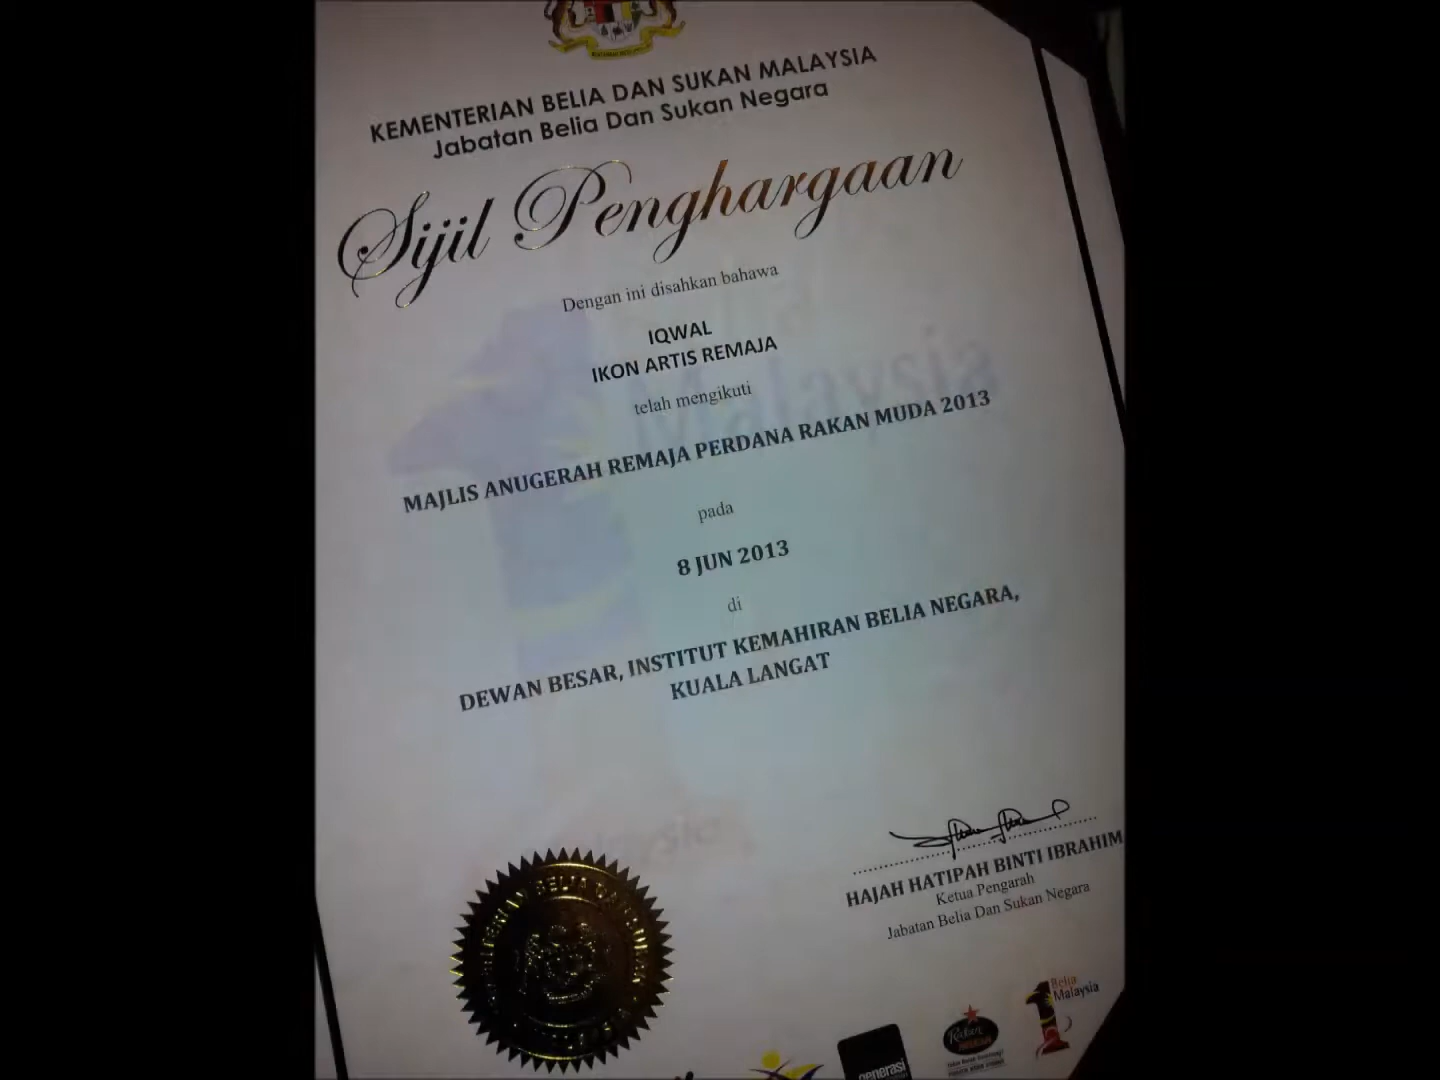 KEMENTERIAN BELIA DAN SUKAN MALAYSIA
Jabatan Belia Dan Sukan Negara
Sijil Penghargaan
Dengan ini disahkan bahawa
IQWAL
IKON ARTIS REMAJA
telah mengikuti
MAJLIS ANUGERAH REMAJA PERDANA RAKAN MUDA 2013
pada
8 JUN 2013
di
DEWAN BESAR, INSTITUT KEMAHIRAN BELIA NEGARA,
KUALA LANGAT
HAJAH HATIPAH BINTI IBRAHIM
Ketua Pengarah
Jabatan Belia Dan Sukan Negara
Belia
Malaysia
generasi